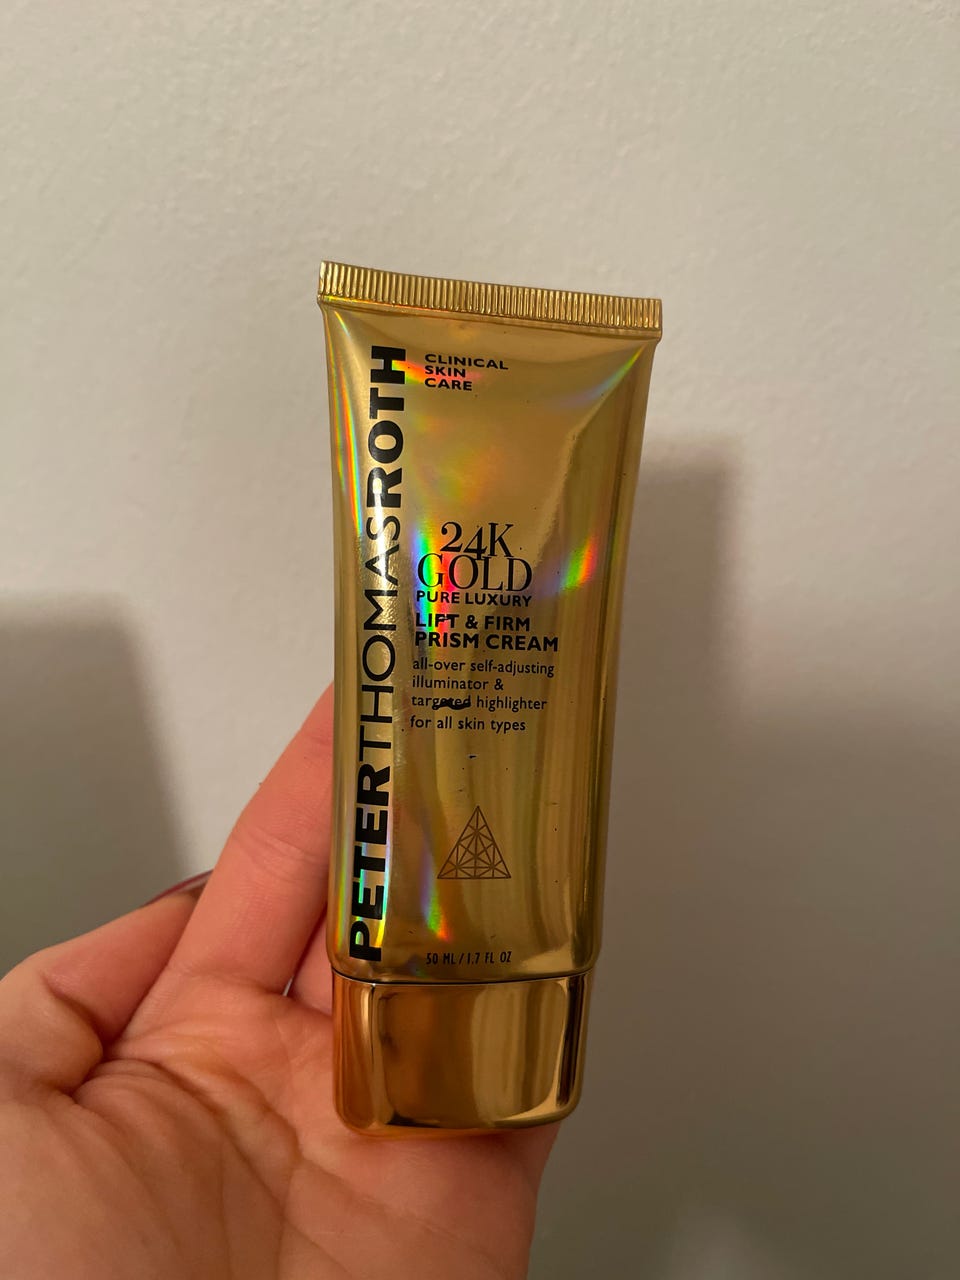 PETERTHOMASROTH
CLINICAL
SKIN
CARE
24K
GOLD
PURE LUXURY
LIFT & FIRM
PRISM CREAM
all-over self-adjusting
illuminator &
targeted highlighter
for all skin types
50 ML / 1.7 FL OZ